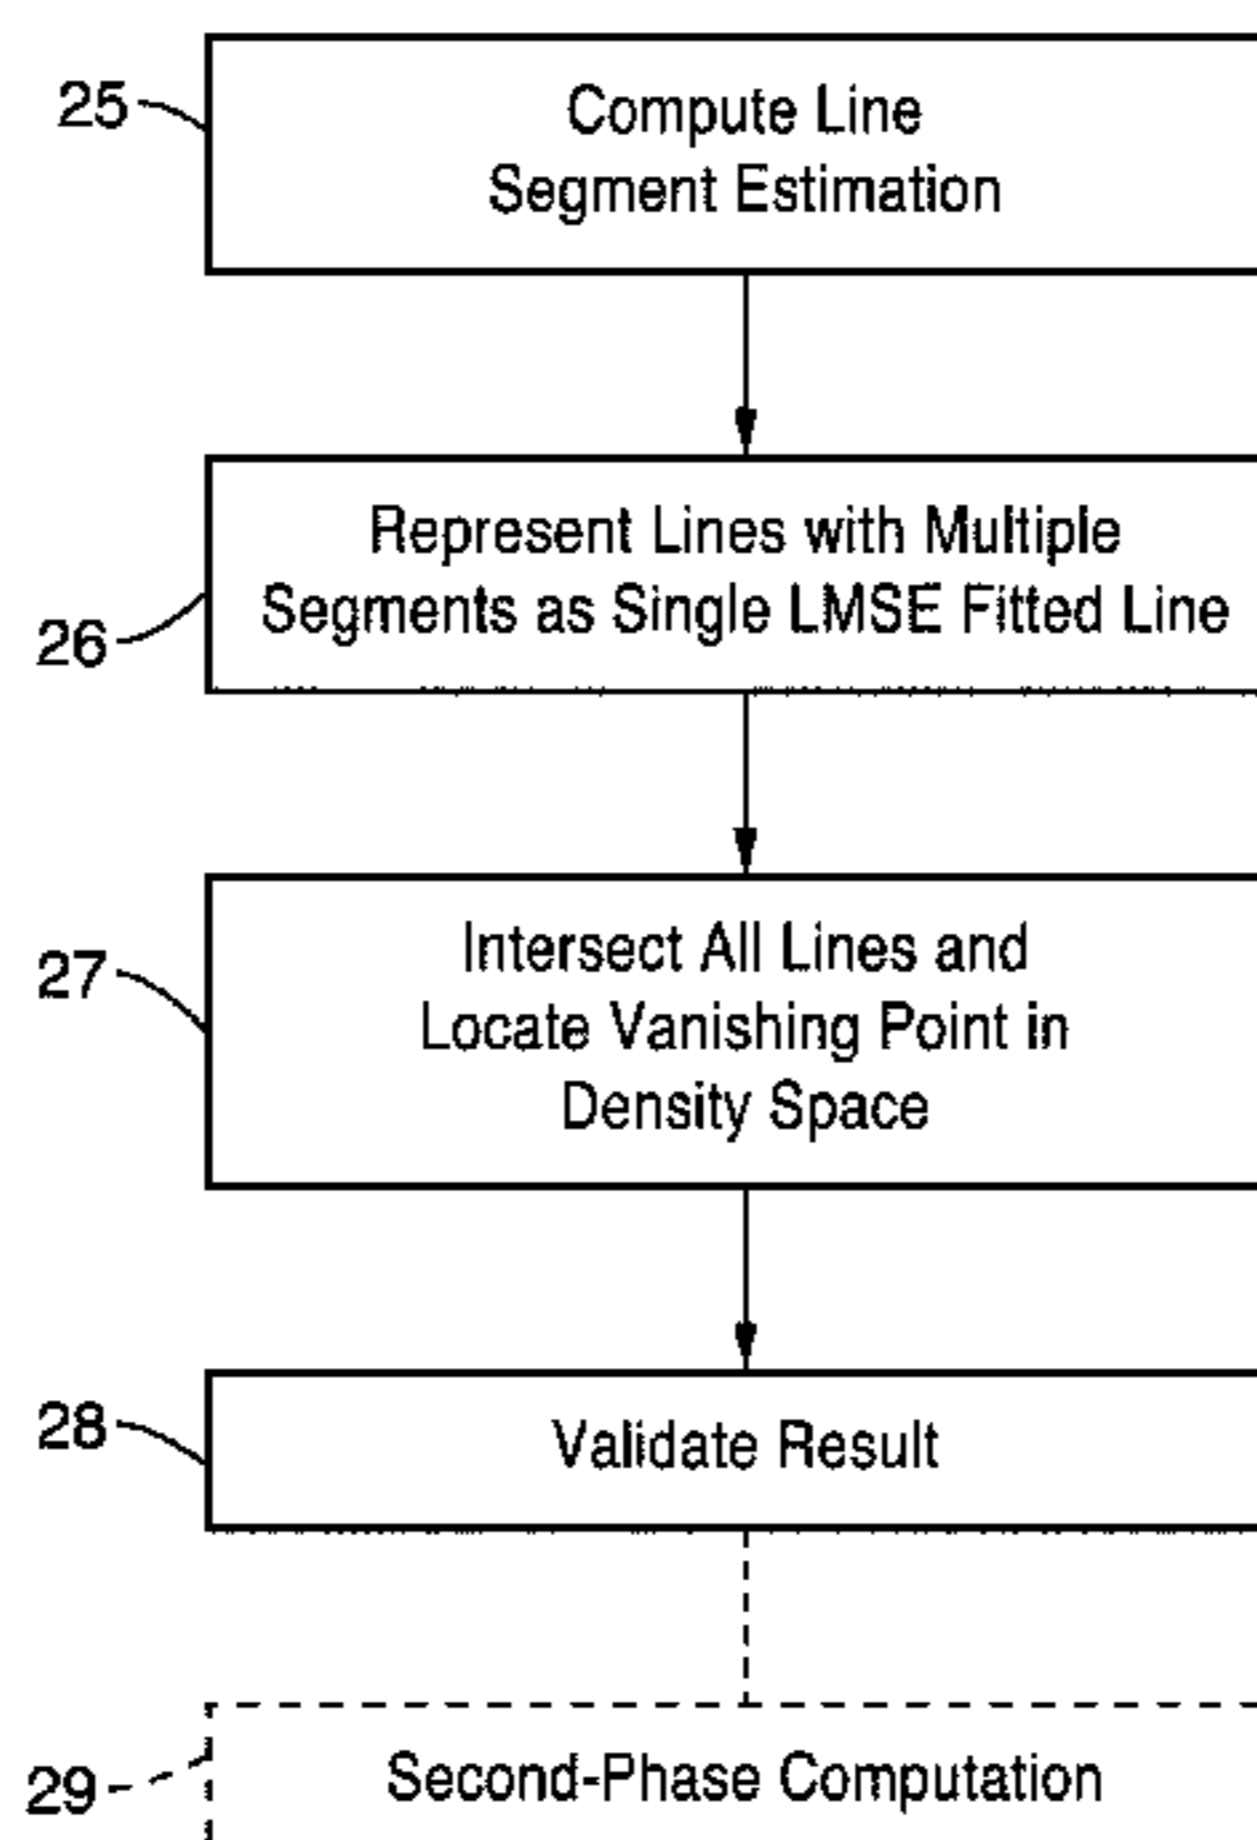 25
Compute Line
Segment Estimation
Represent Lines with Multiple
Segments as Single LMSE Fitted Line
26
Intersect All Lines and
27
Locate Vanishing Point in
Density Space
28
Validate Result
29
Second-Phase Computation